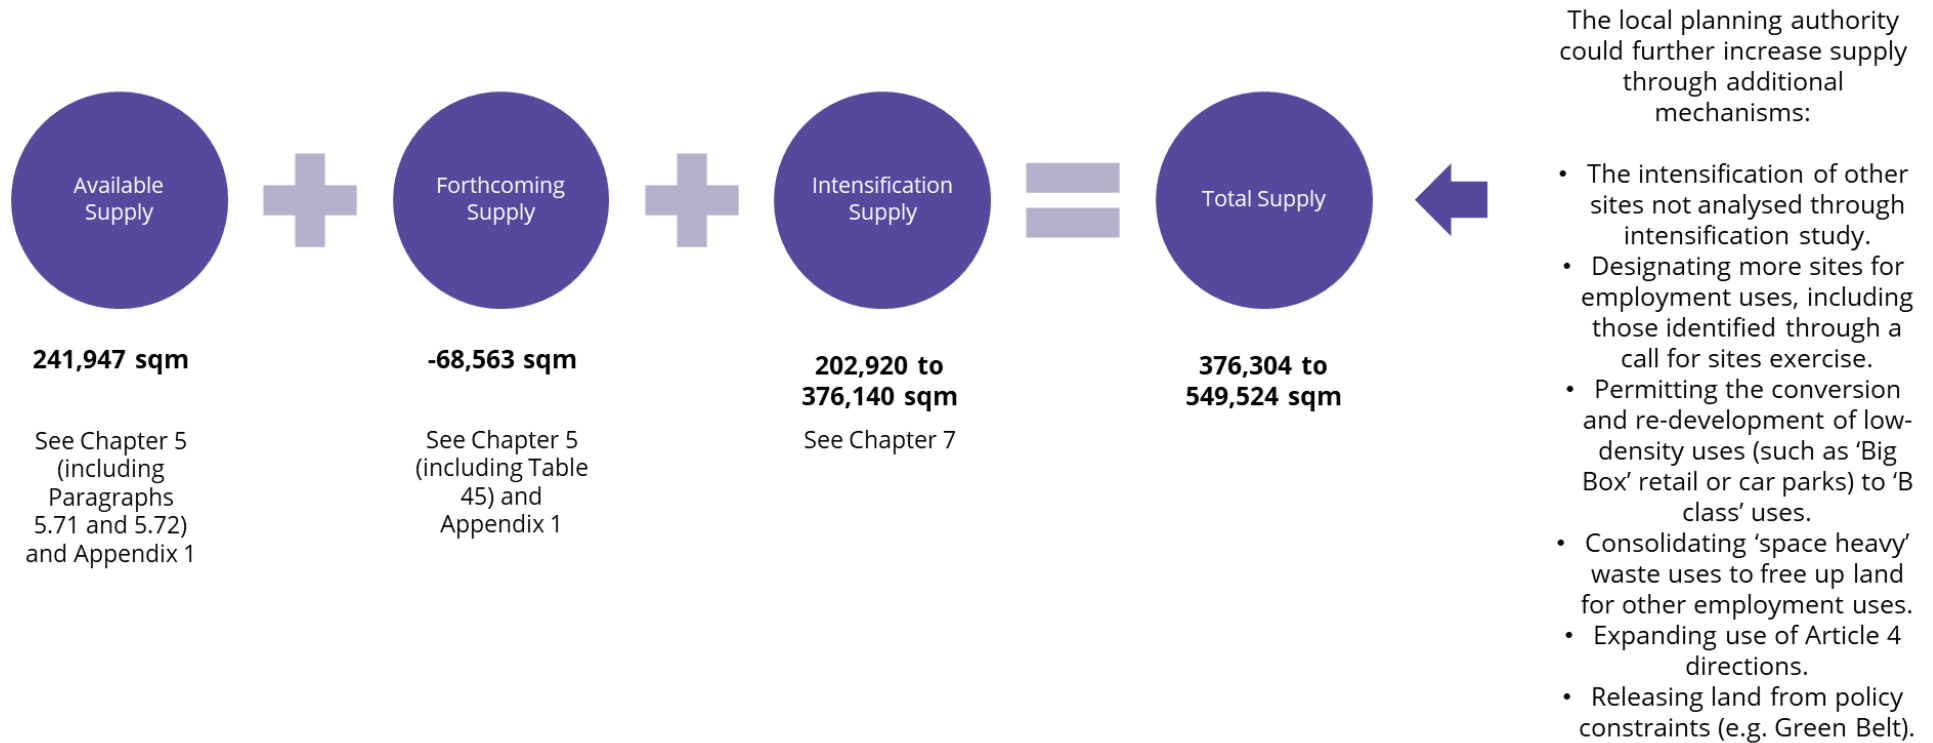 Available
Supply
Forthcoming
Supply
Intensification
Supply
Total Supply
241,947 sqm
-68,563 sqm
202,920 to
376,140 sqm
376,304 to
549,524 sqm
See Chapter 5
(including
Paragraphs
5.71 and 5.72)
and Appendix 1
See Chapter 5
(including Table
45) and
Appendix 1
See Chapter 7
The local planning authority
could further increase supply
through additional
mechanisms:
• The intensification of other
sites not analysed through
intensification study.
• Designating more sites for
employment uses, including
those identified through a
call for sites exercise.
• Permitting the conversion
and re-development of low-
density uses (such as ‘Big
Box’ retail or car parks) to ‘B
class’ uses.
• Consolidating ‘space heavy’
waste uses to free up land
for other employment uses.
• Expanding use of Article 4
directions.
• Releasing land from policy
constraints (e.g. Green Belt).